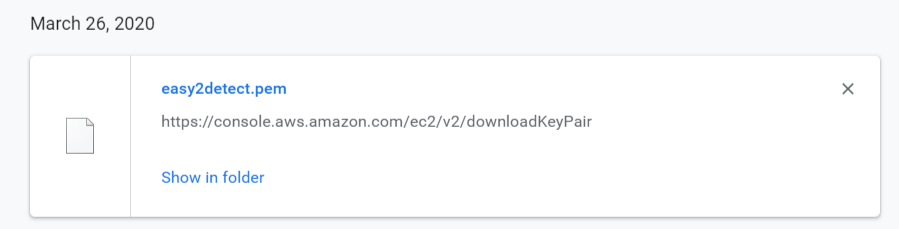 March 26, 2020
easy2detect.pem
https://console.aws.amazon.com/ec2/v2/downloadKeyPair
Show in folder